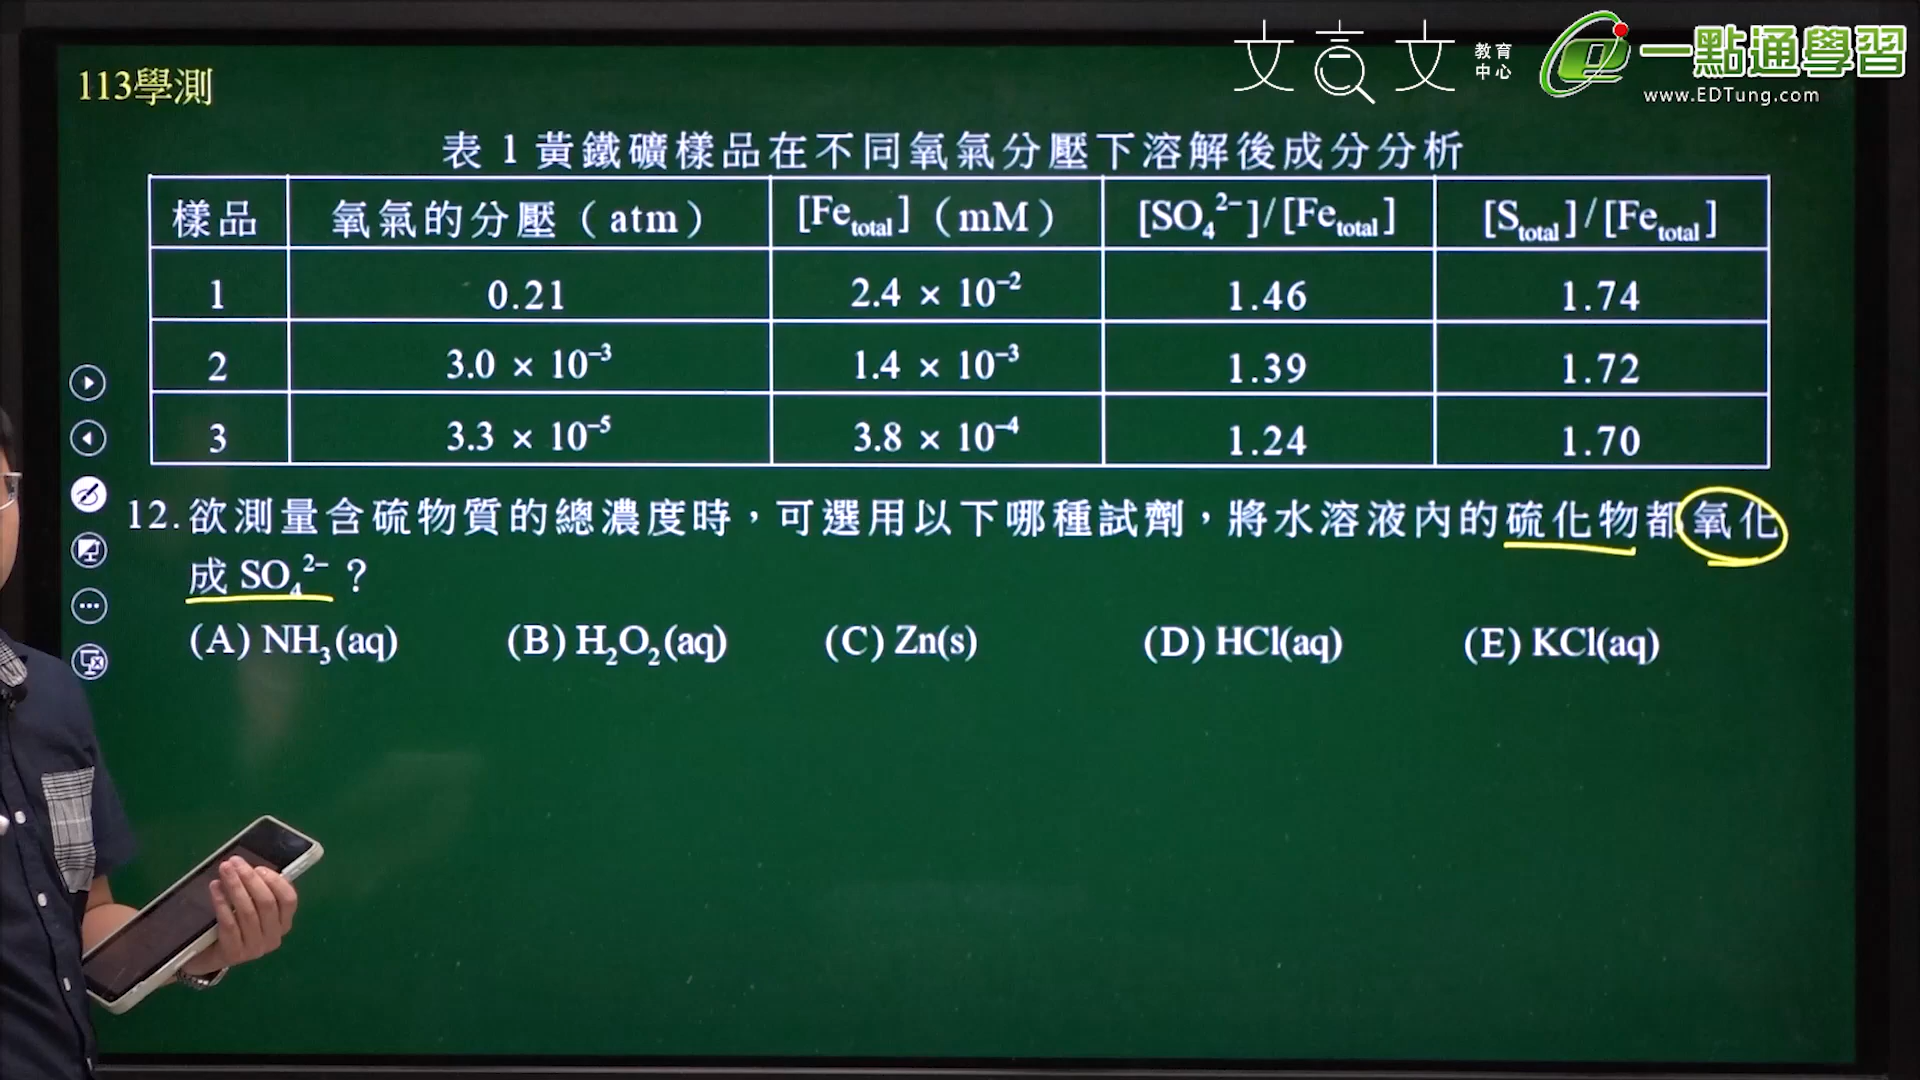 文言文 教育中心 一點通學習
www.EDTung.com
113學測
表 1 黃鐵礦樣品在不同氧氣分壓下溶解後成分分析
樣品 氧氣的分壓（atm） [Fetotal]（mM） [SO₄²⁻]/[Fetotal] [Stotal]/[Fetotal]
1 0.21 2.4 × 10⁻² 1.46 1.74
2 3.0 × 10⁻³ 1.4 × 10⁻³ 1.39 1.72
3 3.3 × 10⁻⁵ 3.8 × 10⁻⁴ 1.24 1.70
12. 欲測量含硫物質的總濃度時，可選用以下哪種試劑，將水溶液內的硫化物都氧化
成 SO₄²⁻？
(A) NH₃(aq) (B) H₂O₂(aq) (C) Zn(s) (D) HCl(aq) (E) KCl(aq)